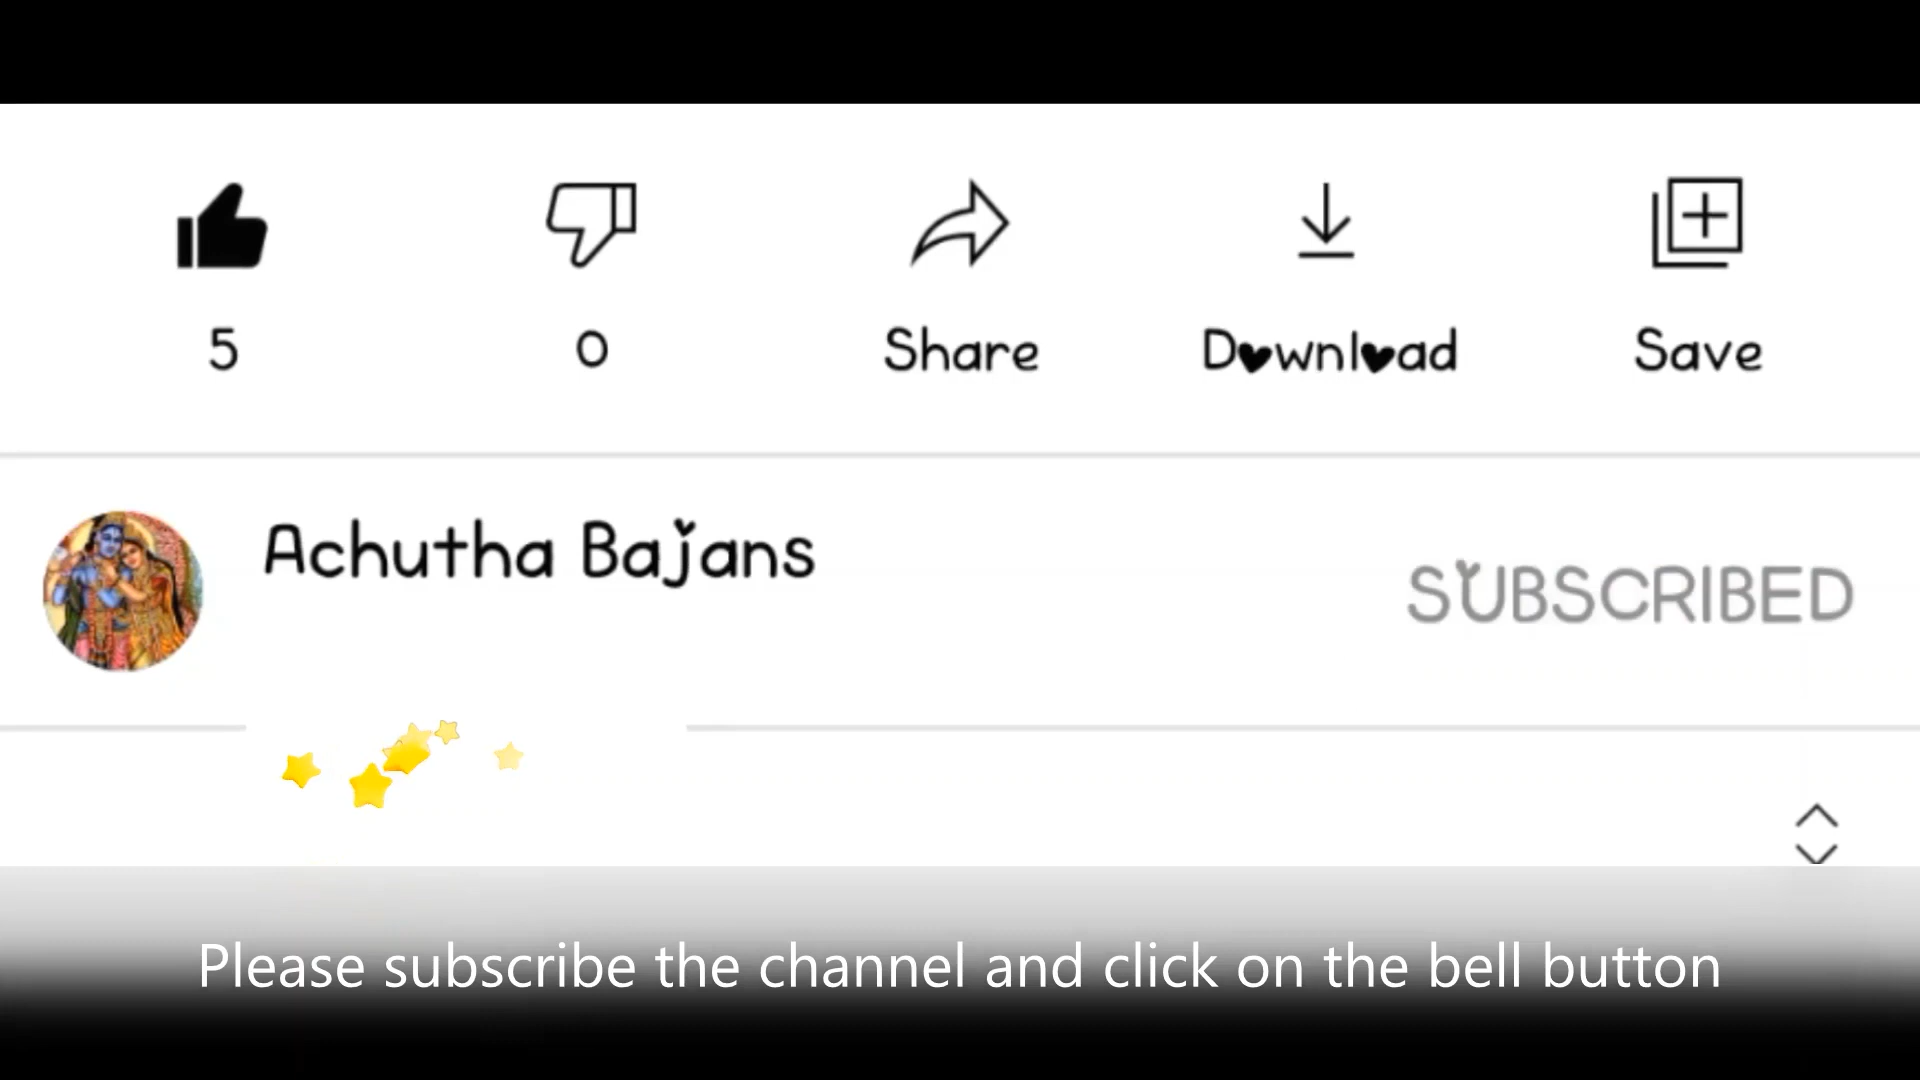 5 0 Share Download Save
Achutha Bajans
SUBSCRIBED
Please subscribe the channel and click on the bell button